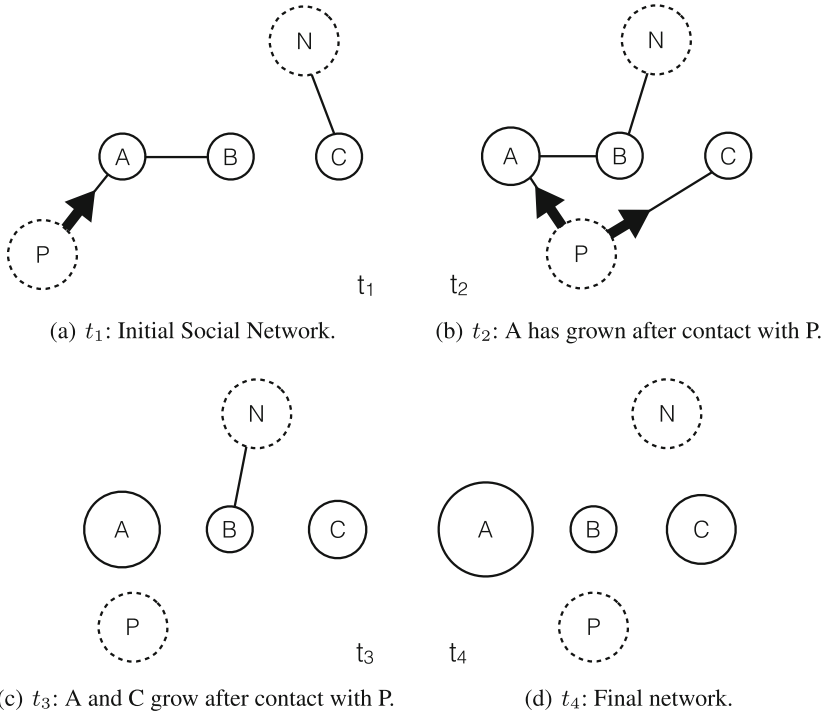 N
A B C
P
t1
(a) t1: Initial Social Network.
N
A B C
P
t2
(b) t2: A has grown after contact with P.
N
A B C
P
t3
(c) t3: A and C grow after contact with P.
N
A B C
P
t4
(d) t4: Final network.